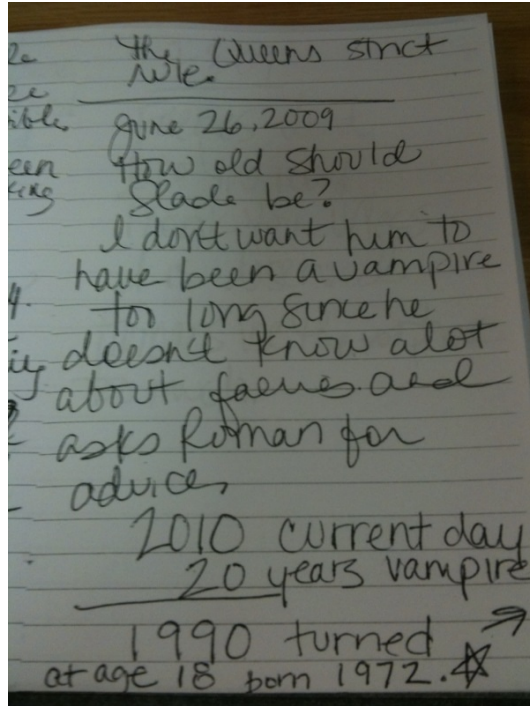 the Queens strict
rule.
June 26, 2009
How old should
Slade be?
I don't want him to
have been a vampire
too long since he
doesn't know alot
about faeries and
asks Roman for
advice,
2010 current day
20 years vampire
1990 turned
at age 18 born 1972.